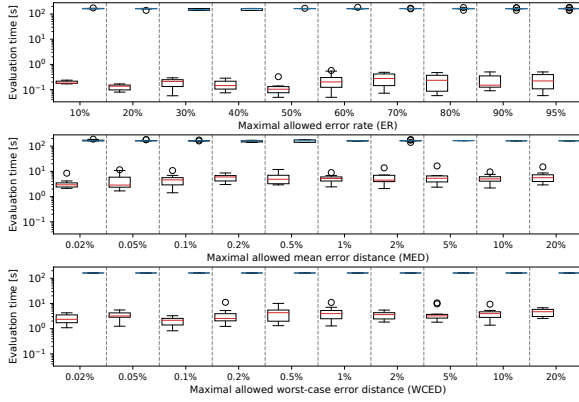 Evaluation time [s]
10²
10¹
10⁰
10⁻¹
10% 20% 30% 40% 50% 60% 70% 80% 90% 95%
Maximal allowed error rate (ER)
Evaluation time [s]
10²
10¹
10⁰
10⁻¹
0.02% 0.05% 0.1% 0.2% 0.5% 1% 2% 5% 10% 20%
Maximal allowed mean error distance (MED)
Evaluation time [s]
10²
10¹
10⁰
10⁻¹
0.02% 0.05% 0.1% 0.2% 0.5% 1% 2% 5% 10% 20%
Maximal allowed worst-case error distance (WCED)